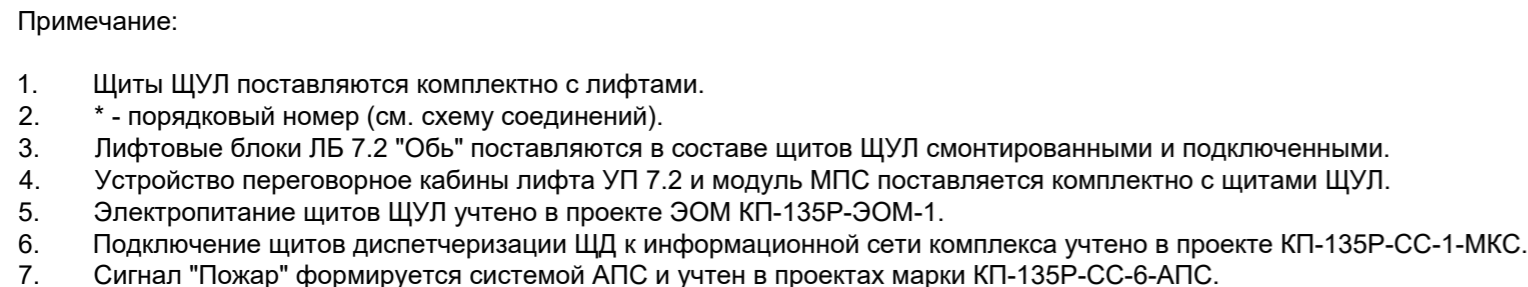 Примечание:
1. Щиты ЩУЛ поставляются комплектно с лифтами.
2. * - порядковый номер (см. схему соединений).
3. Лифтовые блоки ЛБ 7.2 "Обь" поставляются в составе щитов ЩУЛ смонтированными и подключенными.
4. Устройство переговорное кабины лифта УП 7.2 и модуль МПС поставляется комплектно с щитами ЩУЛ.
5. Электропитание щитов ЩУЛ учтено в проекте ЭОМ КП-135Р-ЭОМ-1.
6. Подключение щитов диспетчеризации ЩД к информационной сети комплекса учтено в проекте КП-135Р-СС-1-МКС.
7. Сигнал "Пожар" формируется системой АПС и учтен в проектах марки КП-135Р-СС-6-АПС.